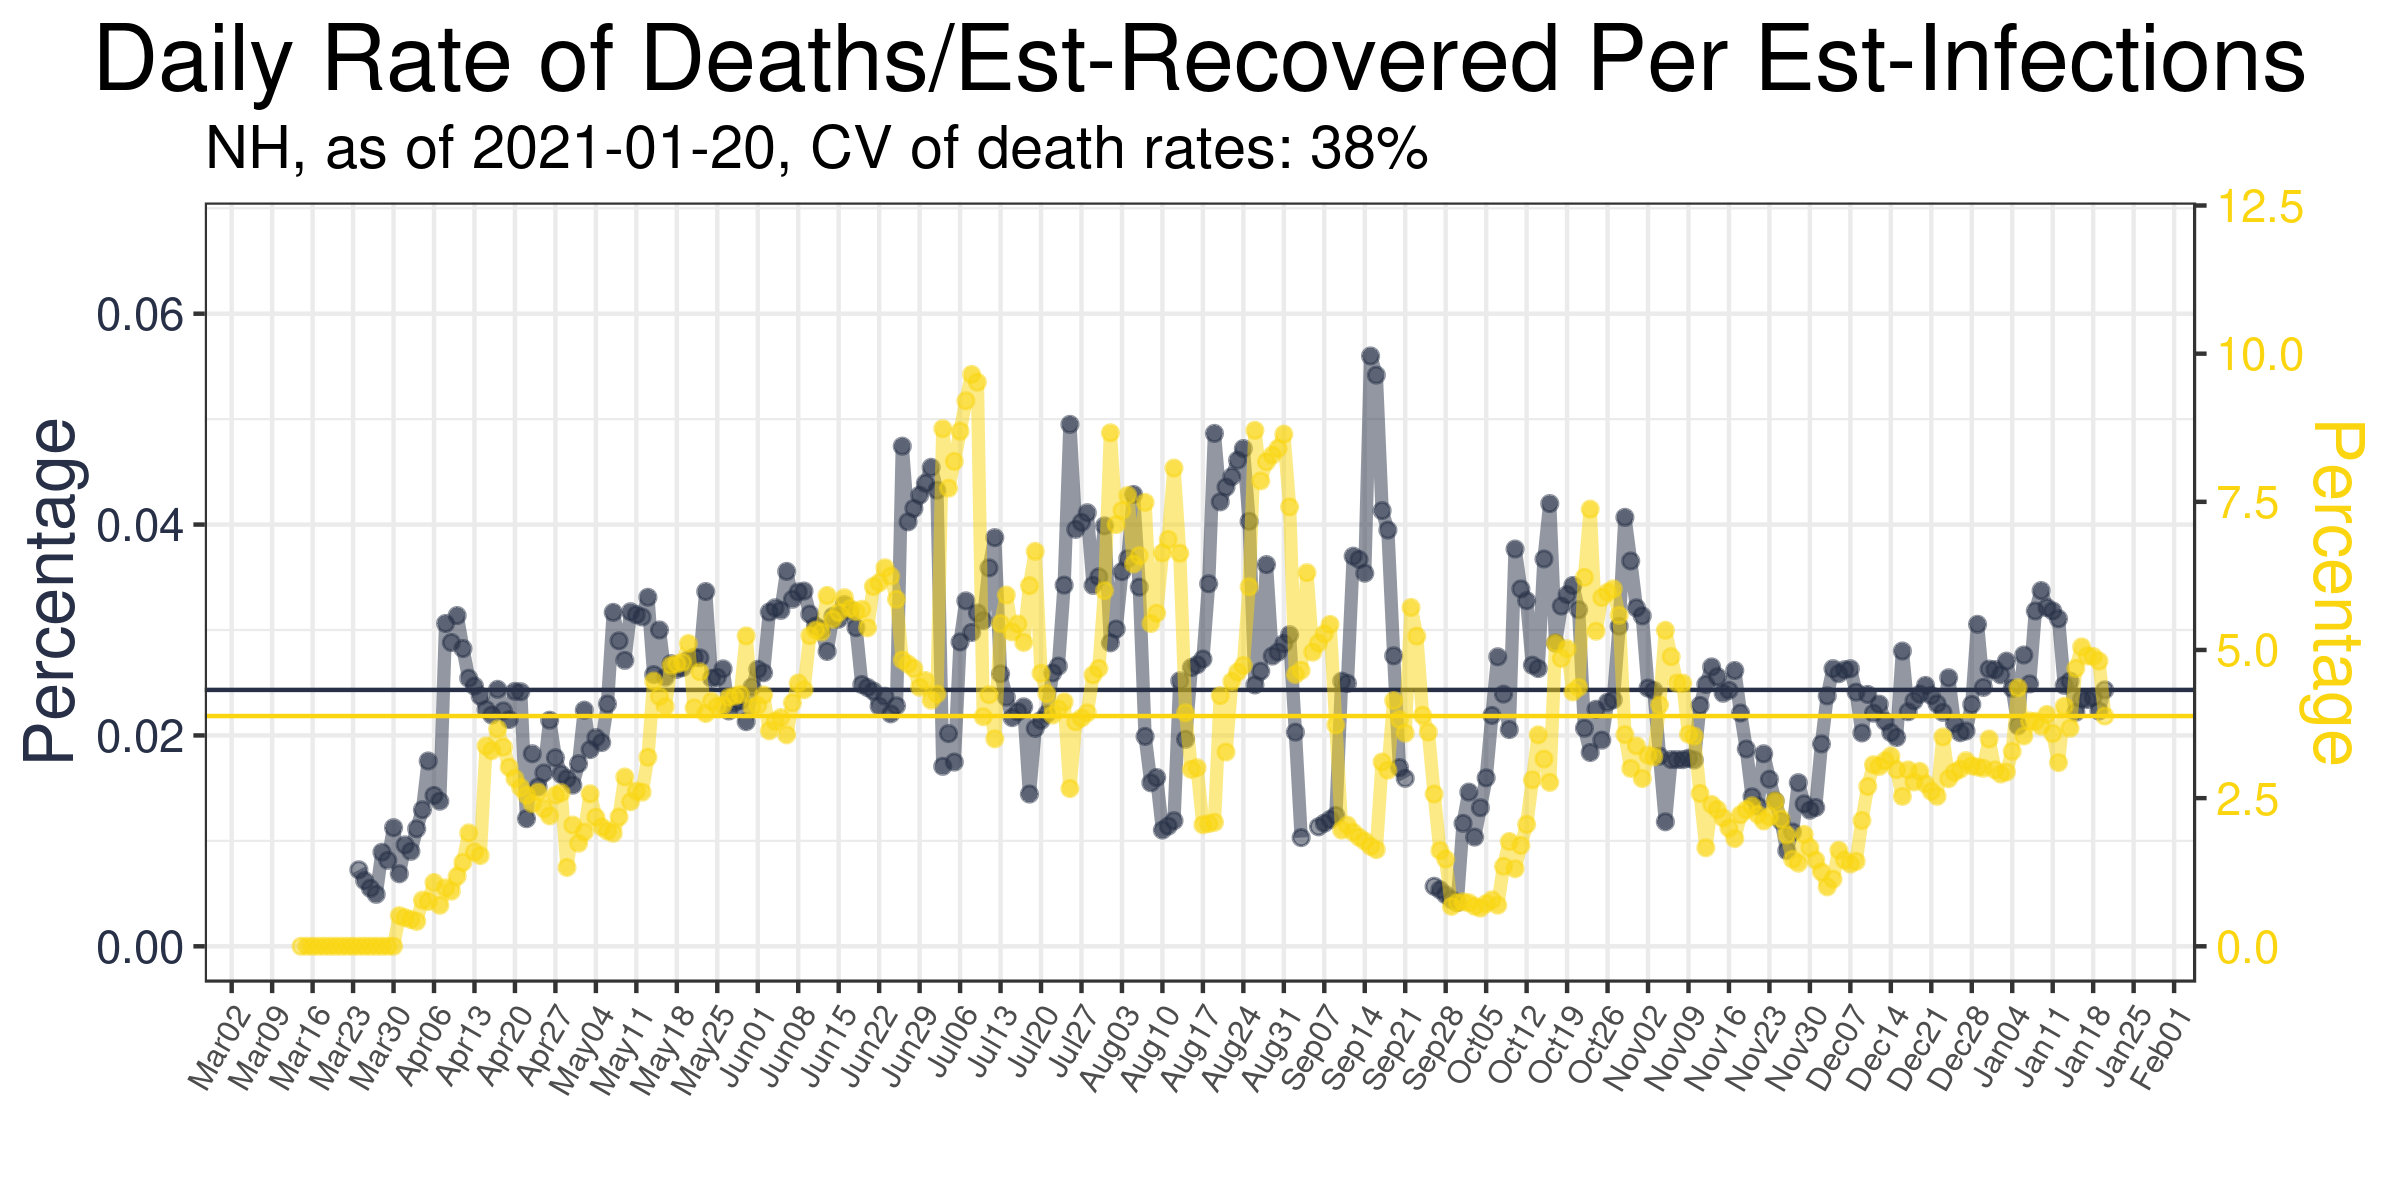 Daily Rate of Deaths/Est-Recovered Per Est-Infections
NH, as of 2021-01-20, CV of death rates: 38%
Percentage
0.06
0.04
0.02
0.00
12.5
10.0
7.5
5.0
2.5
0.0
Percentage
Mar02
Mar09
Mar16
Mar23
Mar30
Apr06
Apr13
Apr20
Apr27
May04
May11
May18
May25
Jun01
Jun08
Jun15
Jun22
Jun29
Jul06
Jul13
Jul20
Jul27
Aug03
Aug10
Aug17
Aug24
Aug31
Sep07
Sep14
Sep21
Sep28
Oct05
Oct12
Oct19
Oct26
Nov02
Nov09
Nov16
Nov23
Nov30
Dec07
Dec14
Dec21
Dec28
Jan04
Jan11
Jan18
Jan25
Feb01